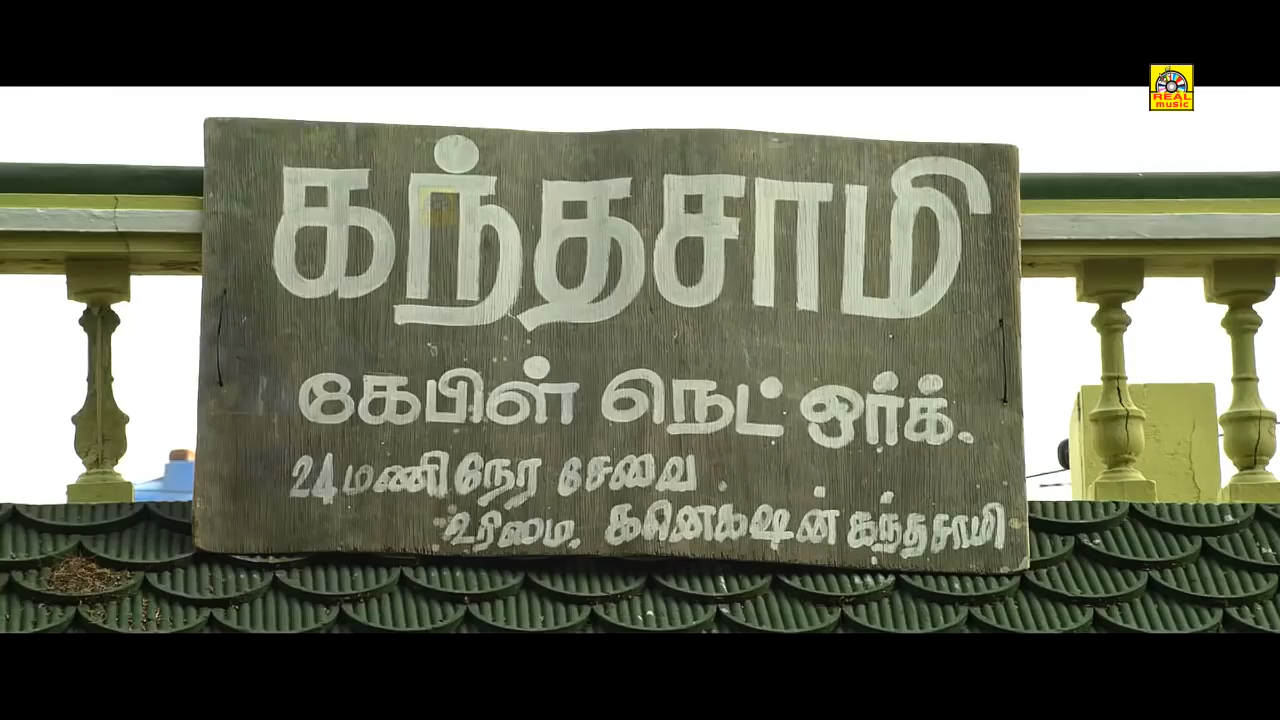 REAL
music
கந்தசாமி
கேபிள் நெட் ஒர்க்.
24 மணி நேர சேவை.
உரிமை. கனெக்ஷன் கந்தசாமி